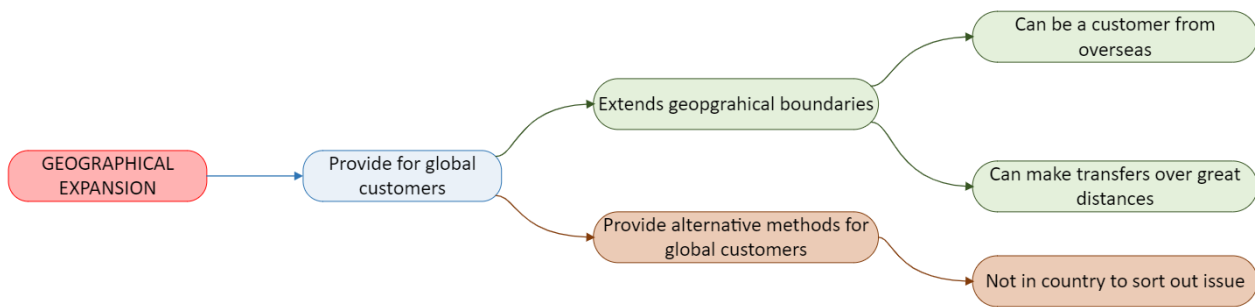 GEOGRAPHICAL
EXPANSION
Provide for global
customers
Extends geopgrahical boundaries
Can be a customer from
overseas
Can make transfers over great
distances
Provide alternative methods for
global customers
Not in country to sort out issue